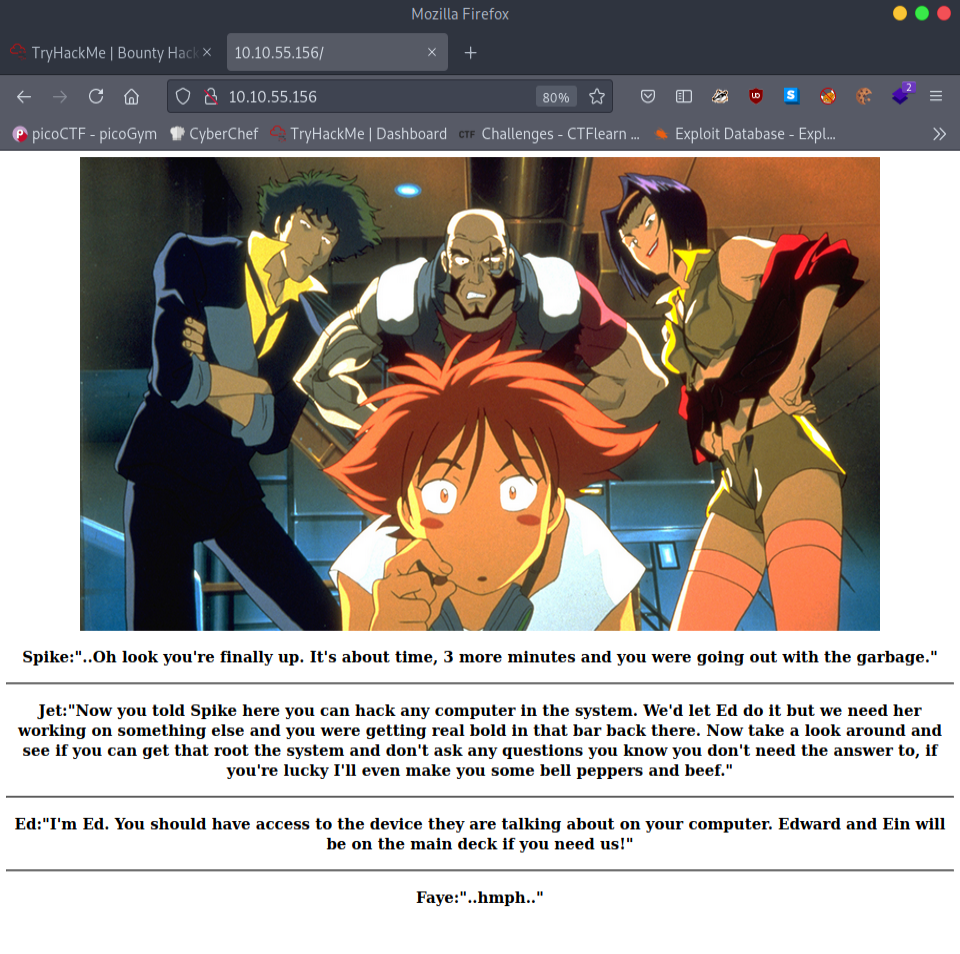 Mozilla Firefox
TryHackMe | Bounty Hack
10.10.55.156/
10.10.55.156
80%
2
picoCTF - picoGym
CyberChef
TryHackMe | Dashboard
CTF
Challenges - CTFlearn ...
Exploit Database - Expl...
Spike:"..Oh look you're finally up. It's about time, 3 more minutes and you were going out with the garbage."
Jet:"Now you told Spike here you can hack any computer in the system. We'd let Ed do it but we need her
working on something else and you were getting real bold in that bar back there. Now take a look around and
see if you can get that root the system and don't ask any questions you know you don't need the answer to, if
you're lucky I'll even make you some bell peppers and beef."
Ed:"I'm Ed. You should have access to the device they are talking about on your computer. Edward and Ein will
be on the main deck if you need us!"
Faye:"..hmph.."